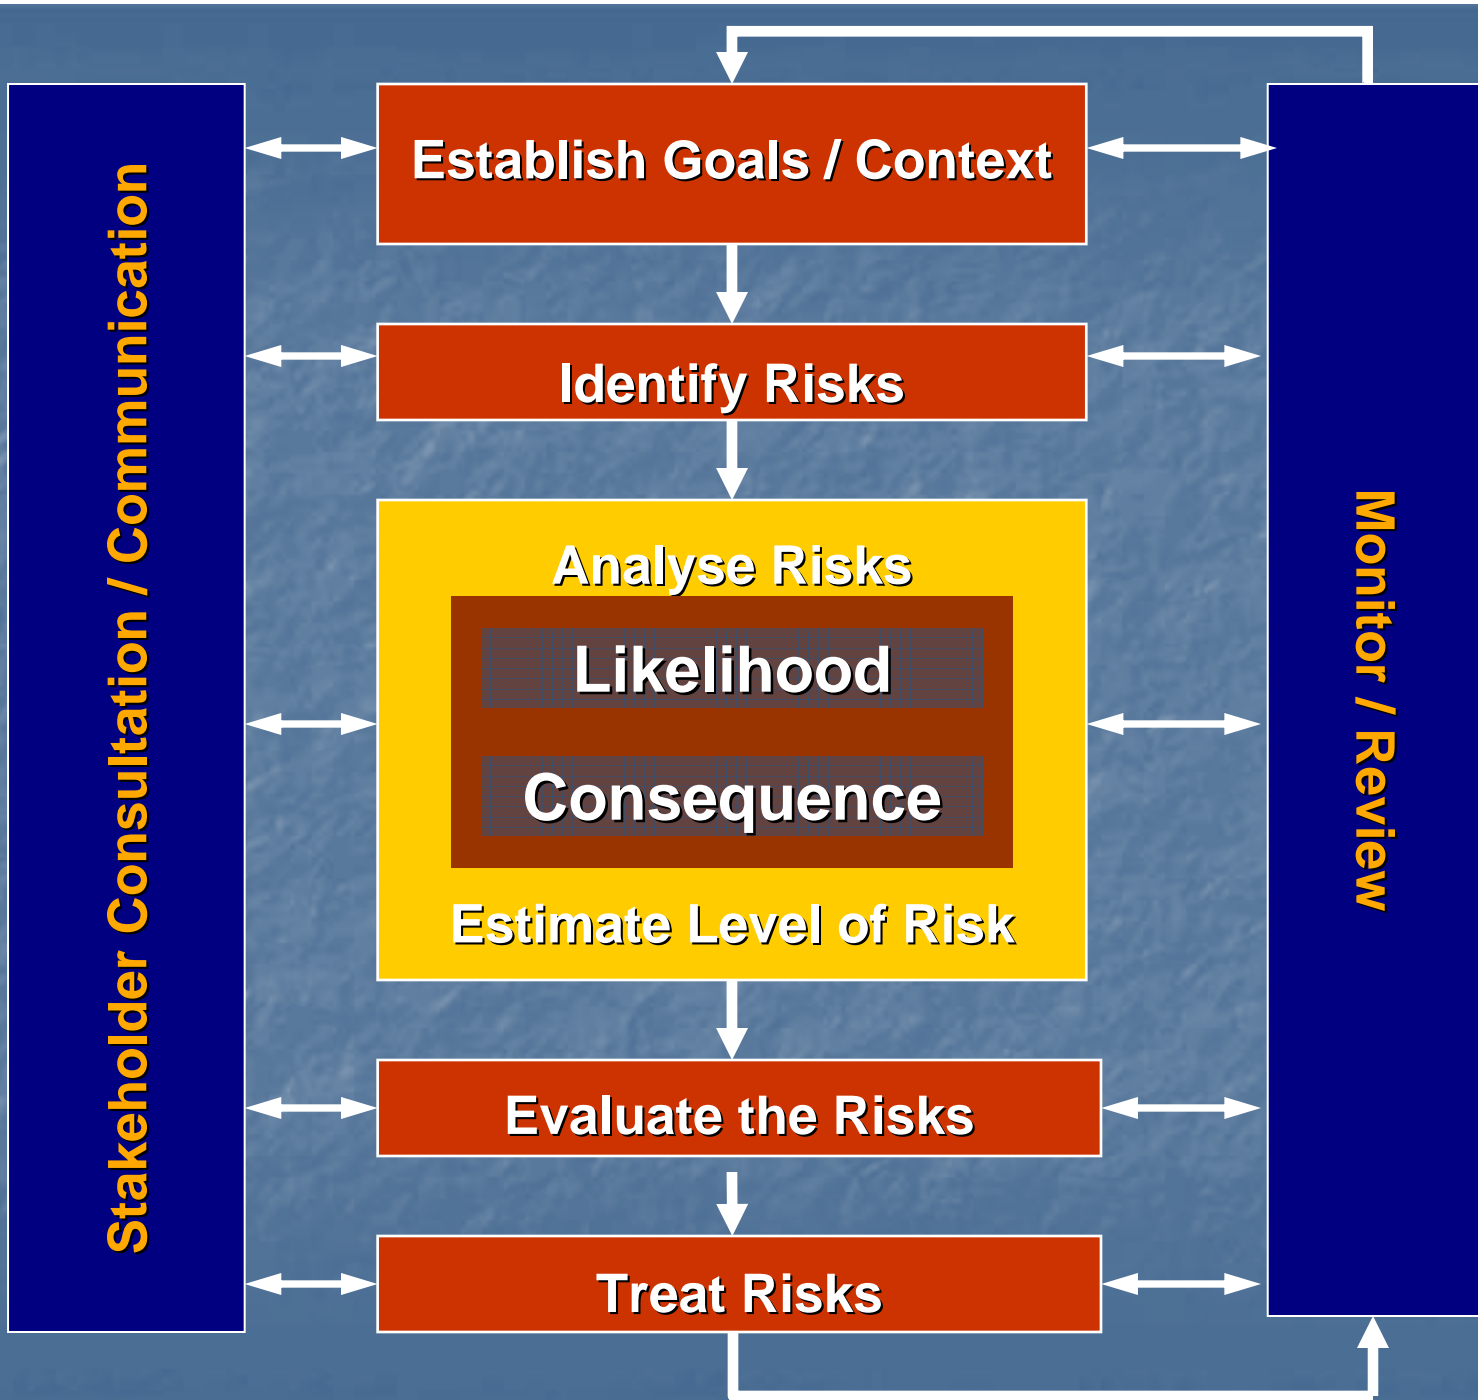 Stakeholder Consultation / Communication
Establish Goals / Context
Identify Risks
Analyse Risks
Likelihood
Consequence
Estimate Level of Risk
Evaluate the Risks
Treat Risks
Monitor / Review